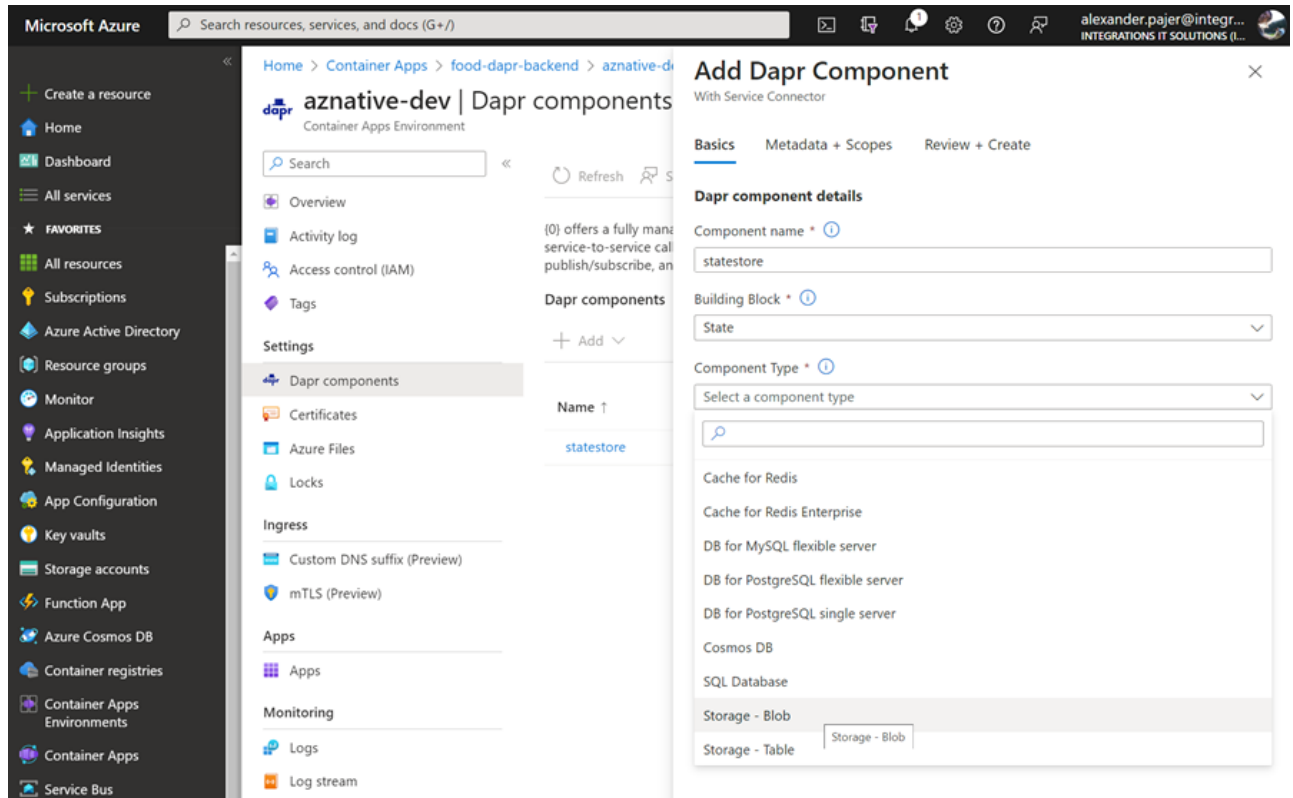 Microsoft Azure
Search resources, services, and docs (G+/)
1
alexander.pajer@integr...
INTEGRATIONS IT SOLUTIONS (I...
«
Create a resource
Home
Dashboard
All services
FAVORITES
All resources
Subscriptions
Azure Active Directory
Resource groups
Monitor
Application Insights
Managed Identities
App Configuration
Key vaults
Storage accounts
Function App
Azure Cosmos DB
Container registries
Container Apps
Environments
Container Apps
Service Bus
Home > Container Apps > food-dapr-backend > aznative-de
dapr
aznative-dev | Dapr components
Container Apps Environment
Search
«
Overview
Activity log
Access control (IAM)
Tags
Settings
Dapr components
Certificates
Azure Files
Locks
Ingress
Custom DNS suffix (Preview)
mTLS (Preview)
Apps
Apps
Monitoring
Logs
Log stream
Refresh S
{0} offers a fully mana
service-to-service cal
publish/subscribe, an
Dapr components
Add
Name ↑
statestore
Add Dapr Component
With Service Connector
Basics Metadata + Scopes Review + Create
Dapr component details
Component name *
statestore
Building Block *
State
Component Type *
Select a component type
Cache for Redis
Cache for Redis Enterprise
DB for MySQL flexible server
DB for PostgreSQL flexible server
DB for PostgreSQL single server
Cosmos DB
SQL Database
Storage - Blob
Storage - Blob
Storage - Table